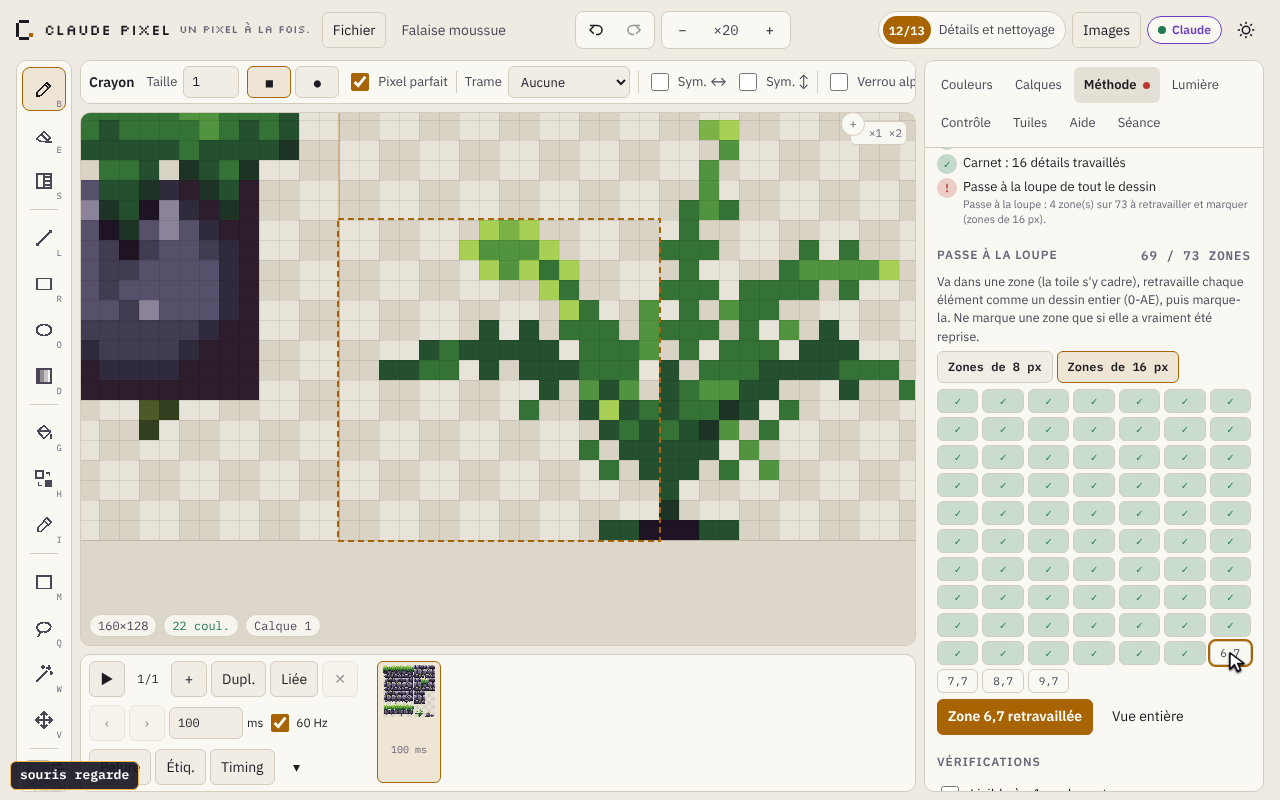 CLAUDE PIXEL UN PIXEL À LA FOIS. Fichier Falaise moussue − ×20 + 12/13 Détails et nettoyage Images Claude
Crayon Taille 1 Pixel parfait Trame Aucune Sym. ↔ Sym. ↕ Verrou alp
B
E
S
L
R
O
D
G
H
I
M
Q
W
V
+ ×1 ×2
160×128 22 coul. Calque 1
1/1 + Dupl. Liée ×
‹ › 100 ms 60 Hz
Étiq. Timing ▼
100 ms
souris regarde
Couleurs Calques Méthode Lumière
Contrôle Tuiles Aide Séance
✓ Carnet : 16 détails travaillés
! Passe à la loupe de tout le dessin
Passe à la loupe : 4 zone(s) sur 73 à retravailler et marquer
(zones de 16 px).
PASSE À LA LOUPE 69 / 73 ZONES
Va dans une zone (la toile s'y cadre), retravaille chaque
élément comme un dessin entier (0-AE), puis marque-
la. Ne marque une zone que si elle a vraiment été
reprise.
Zones de 8 px Zones de 16 px
7,7 8,7 9,7
Zone 6,7 retravaillée Vue entière
VÉRIFICATIONS